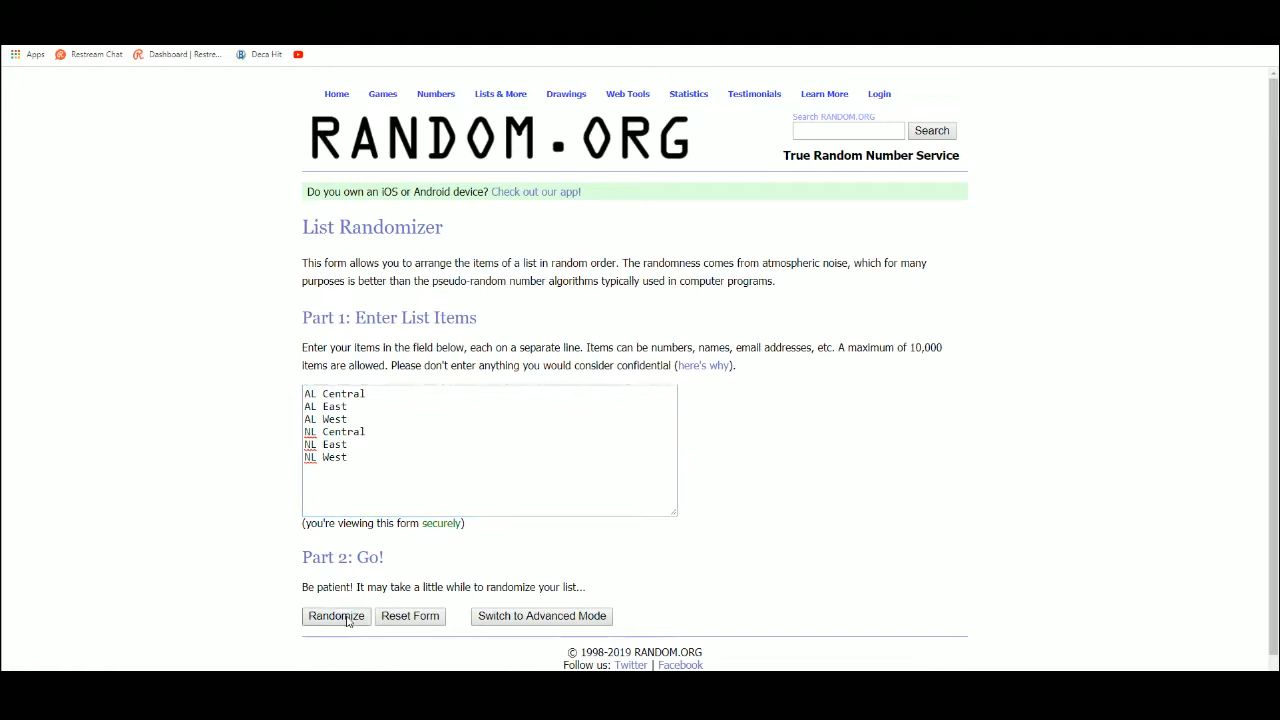 Apps Restream Chat Dashboard | Restre... Deca Hit
Home Games Numbers Lists & More Drawings Web Tools Statistics Testimonials Learn More Login
RANDOM.ORG
Search RANDOM.ORG
Search
True Random Number Service
Do you own an iOS or Android device? Check out our app!
List Randomizer
This form allows you to arrange the items of a list in random order. The randomness comes from atmospheric noise, which for many
purposes is better than the pseudo-random number algorithms typically used in computer programs.
Part 1: Enter List Items
Enter your items in the field below, each on a separate line. Items can be numbers, names, email addresses, etc. A maximum of 10,000
items are allowed. Please don't enter anything you would consider confidential (here's why).
AL Central
AL East
AL West
NL Central
NL East
NL West
(you're viewing this form securely)
Part 2: Go!
Be patient! It may take a little while to randomize your list...
Randomize Reset Form Switch to Advanced Mode
© 1998-2019 RANDOM.ORG
Follow us: Twitter | Facebook